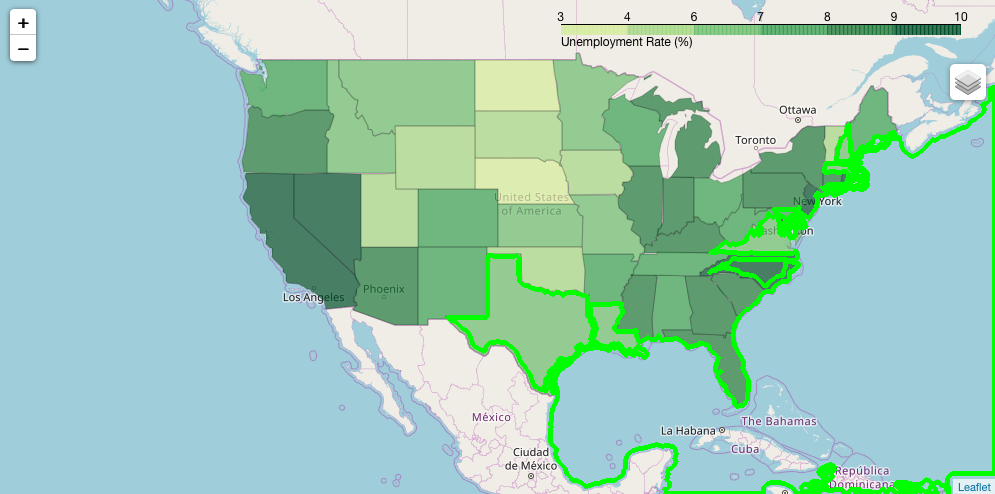 +
−
3 4 6 7 8 9 10
Unemployment Rate (%)
Ottawa
Toronto
United States
of America
New York
Los Angeles
Phoenix
México
Ciudad
de México
La Habana
The Bahamas
Cuba
República
Dominicana
Leaflet